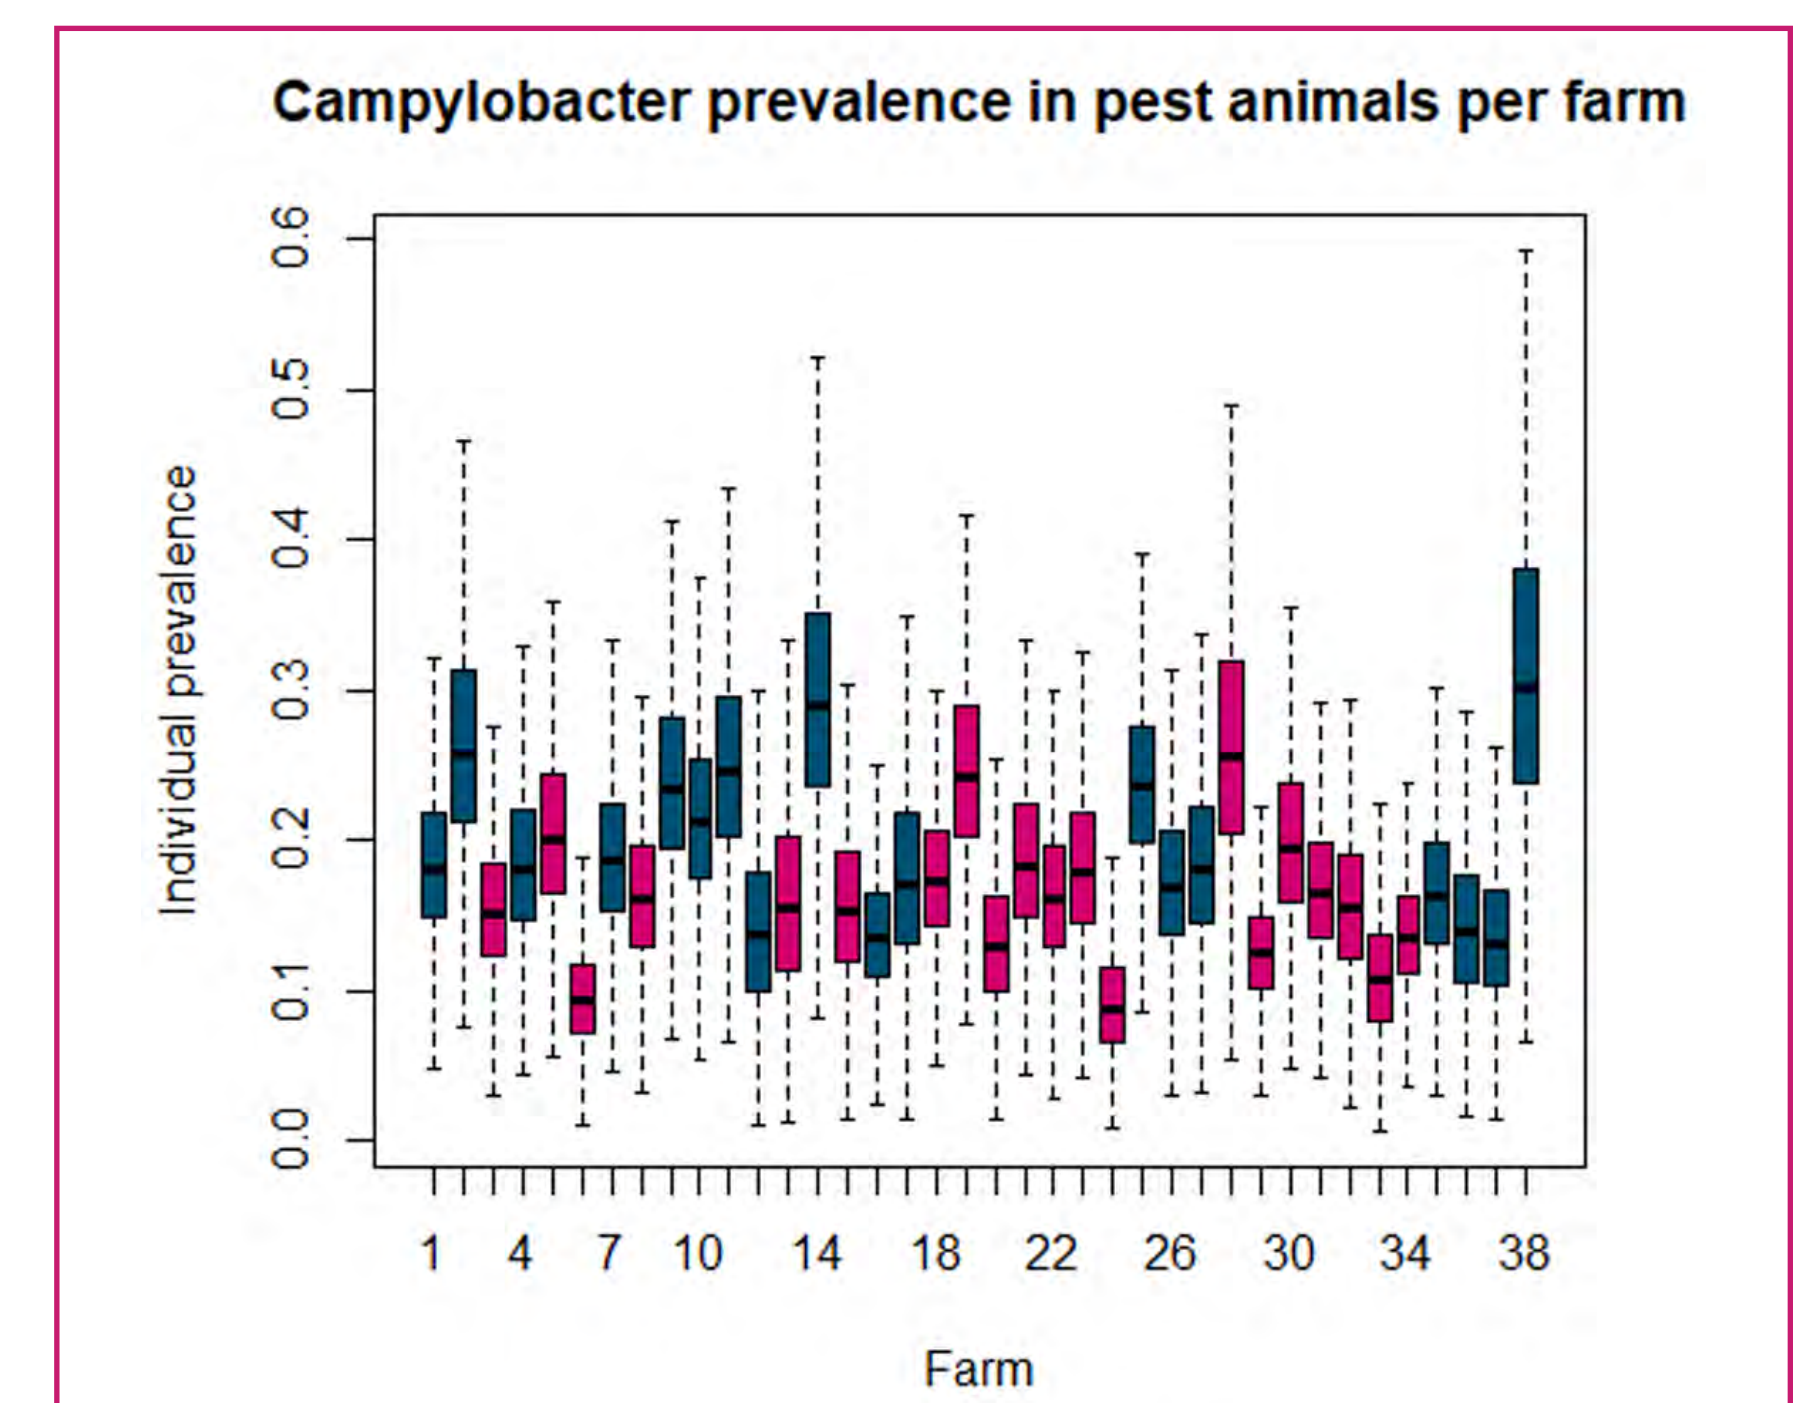 Campylobacter prevalence in pest animals per farm
0.6
0.5
0.4
0.3
0.2
0.1
0.0
Individual prevalence
1 4 7 10 14 18 22 26 30 34 38
Farm